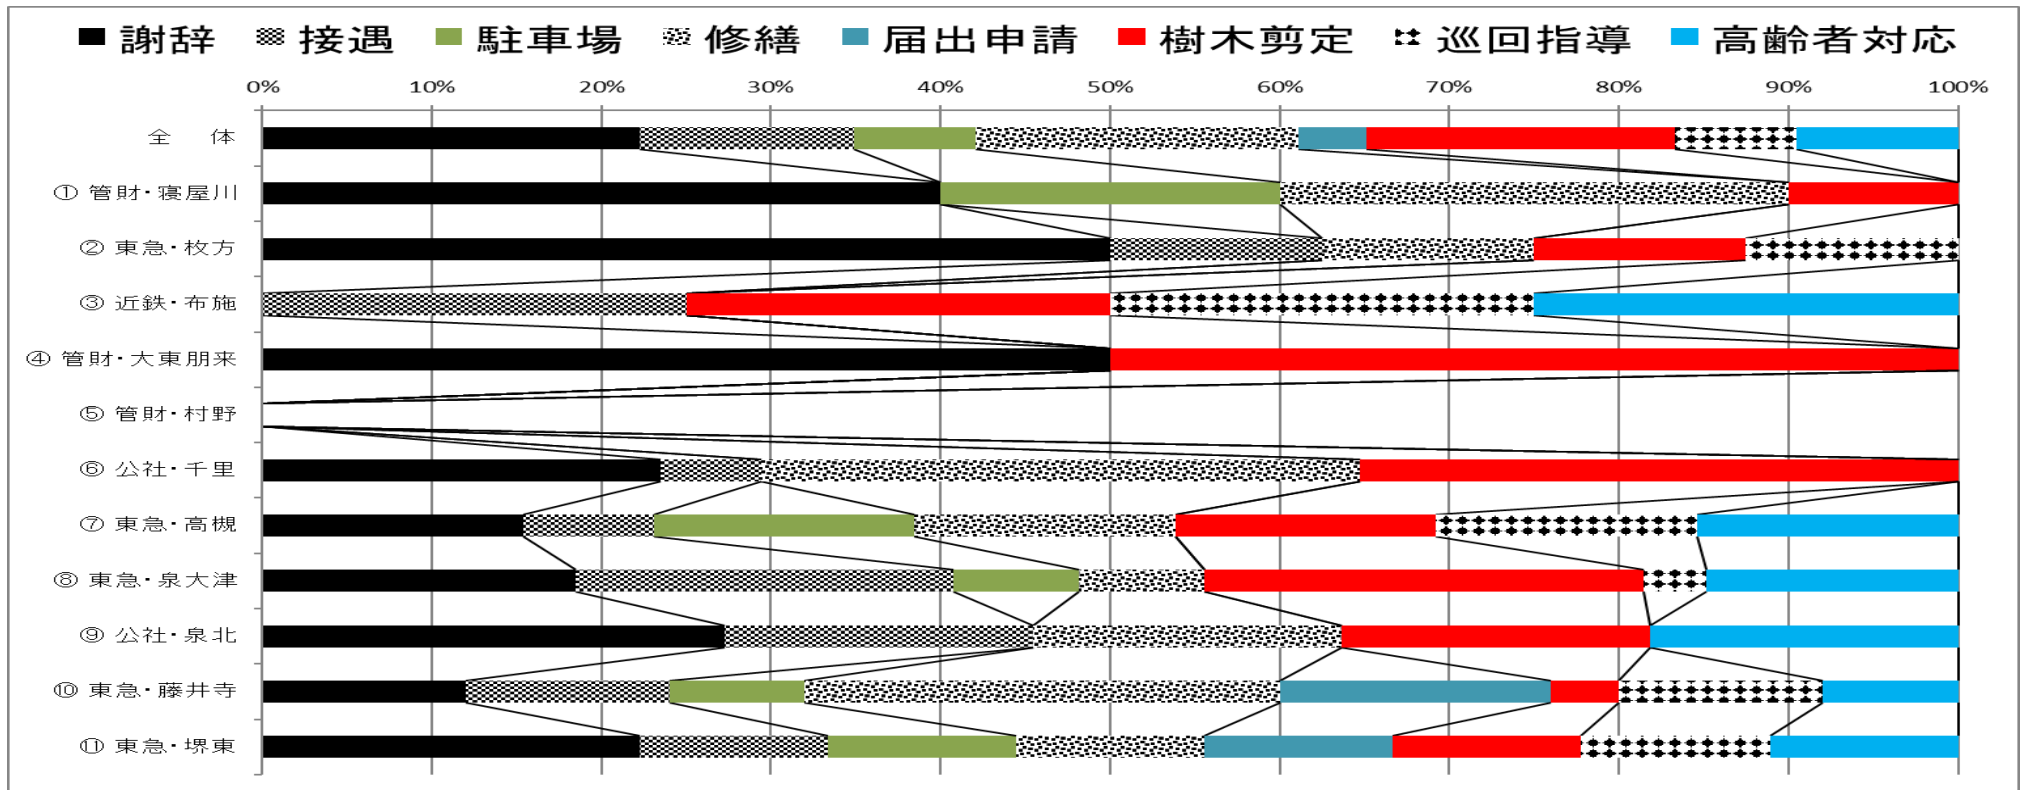 謝辞 接遇 駐車場 修繕 届出申請 樹木剪定 巡回指導 高齢者対応
0% 10% 20% 30% 40% 50% 60% 70% 80% 90% 100%
全 体
① 管財・寝屋川
② 東急・枚方
③ 近鉄・布施
④ 管財・大東朋来
⑤ 管財・村野
⑥ 公社・千里
⑦ 東急・高槻
⑧ 東急・泉大津
⑨ 公社・泉北
⑩ 東急・藤井寺
⑪ 東急・堺東